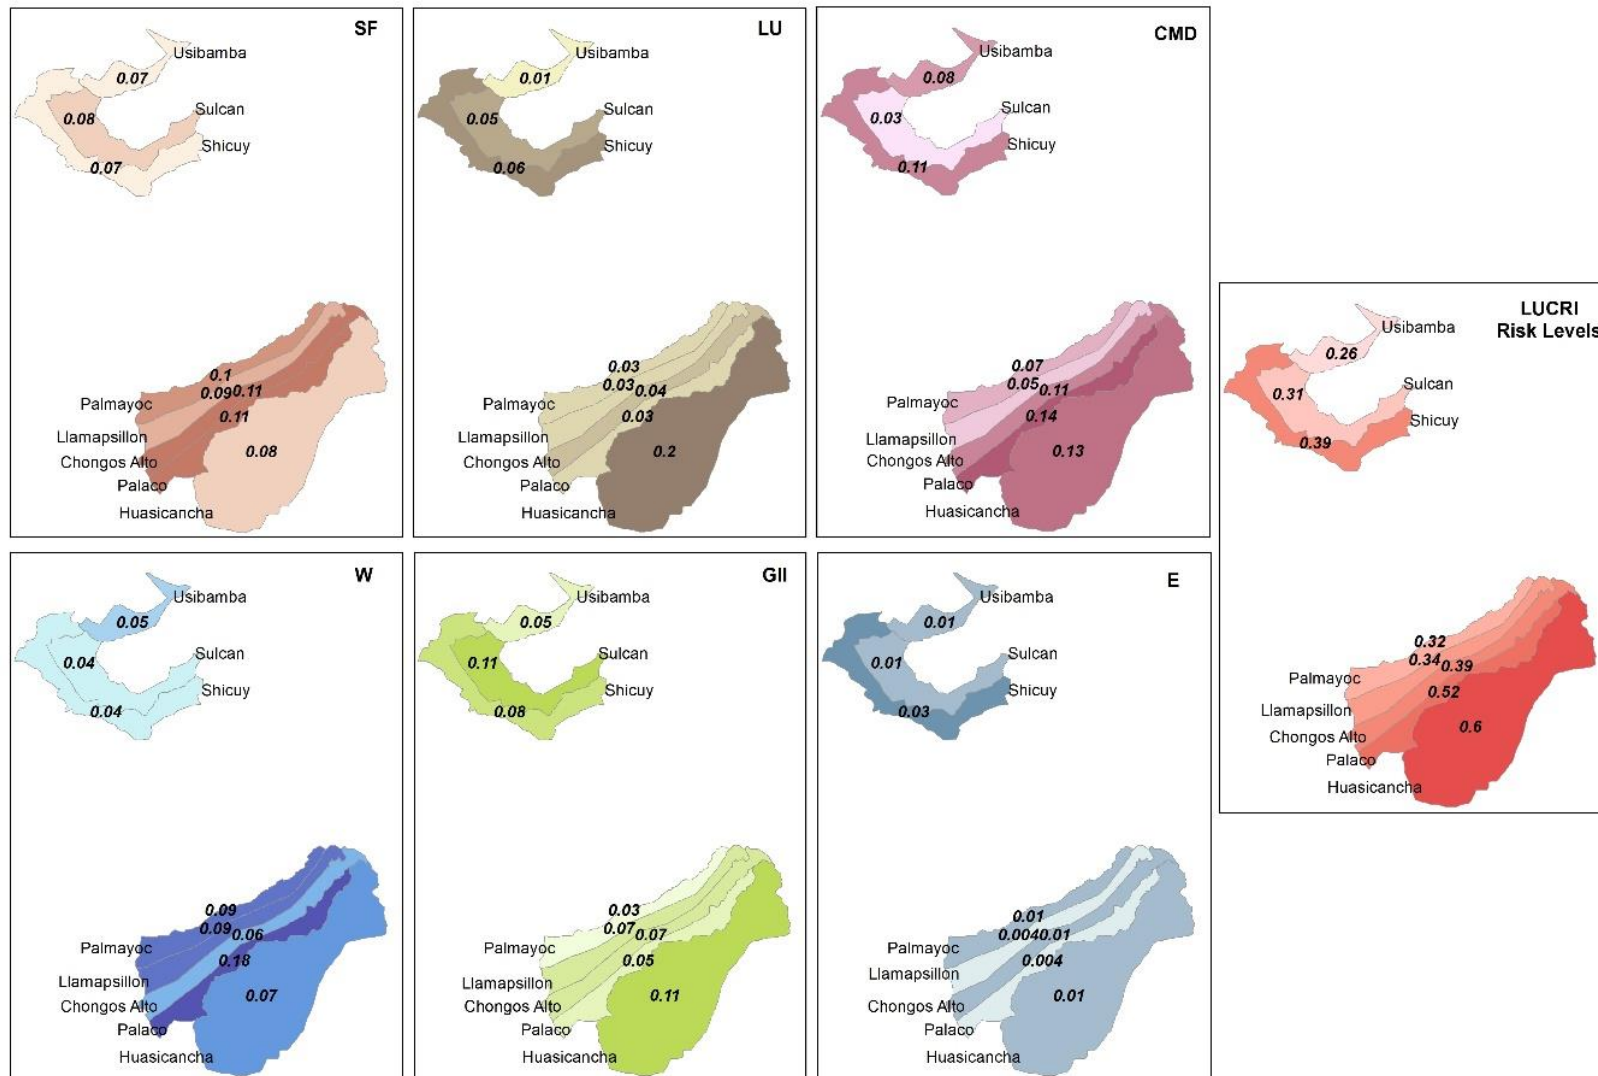 SF
Usibamba
0.07
Sulcan
0.08
Shicuy
0.07
0.1
0.09 0.11
Palmayoc
0.11
Llamapsillon
0.08
Chongos Alto
Palaco
Huasicancha
LU
Usibamba
0.01
Sulcan
0.05
Shicuy
0.06
0.03
0.03 0.04
Palmayoc
0.03
Llamapsillon
0.2
Chongos Alto
Palaco
Huasicancha
CMD
Usibamba
0.08
Sulcan
0.03
Shicuy
0.11
0.07
0.05 0.11
Palmayoc
0.14
Llamapsillon
0.13
Chongos Alto
Palaco
Huasicancha
LUCRI
Risk Levels
Usibamba
0.26
Sulcan
0.31
Shicuy
0.39
0.32
0.34 0.39
Palmayoc
0.52
Llamapsillon
0.6
Chongos Alto
Palaco
Huasicancha
W
Usibamba
0.05
Sulcan
0.04
Shicuy
0.04
0.09
0.09 0.06
Palmayoc
0.18
Llamapsillon
0.07
Chongos Alto
Palaco
Huasicancha
GII
Usibamba
0.05
Sulcan
0.11
Shicuy
0.08
0.03
0.07 0.07
Palmayoc
0.05
Llamapsillon
0.11
Chongos Alto
Palaco
Huasicancha
E
Usibamba
0.01
Sulcan
0.01
Shicuy
0.03
0.01
0.004 0.01
Palmayoc
0.004
Llamapsillon
0.01
Chongos Alto
Palaco
Huasicancha